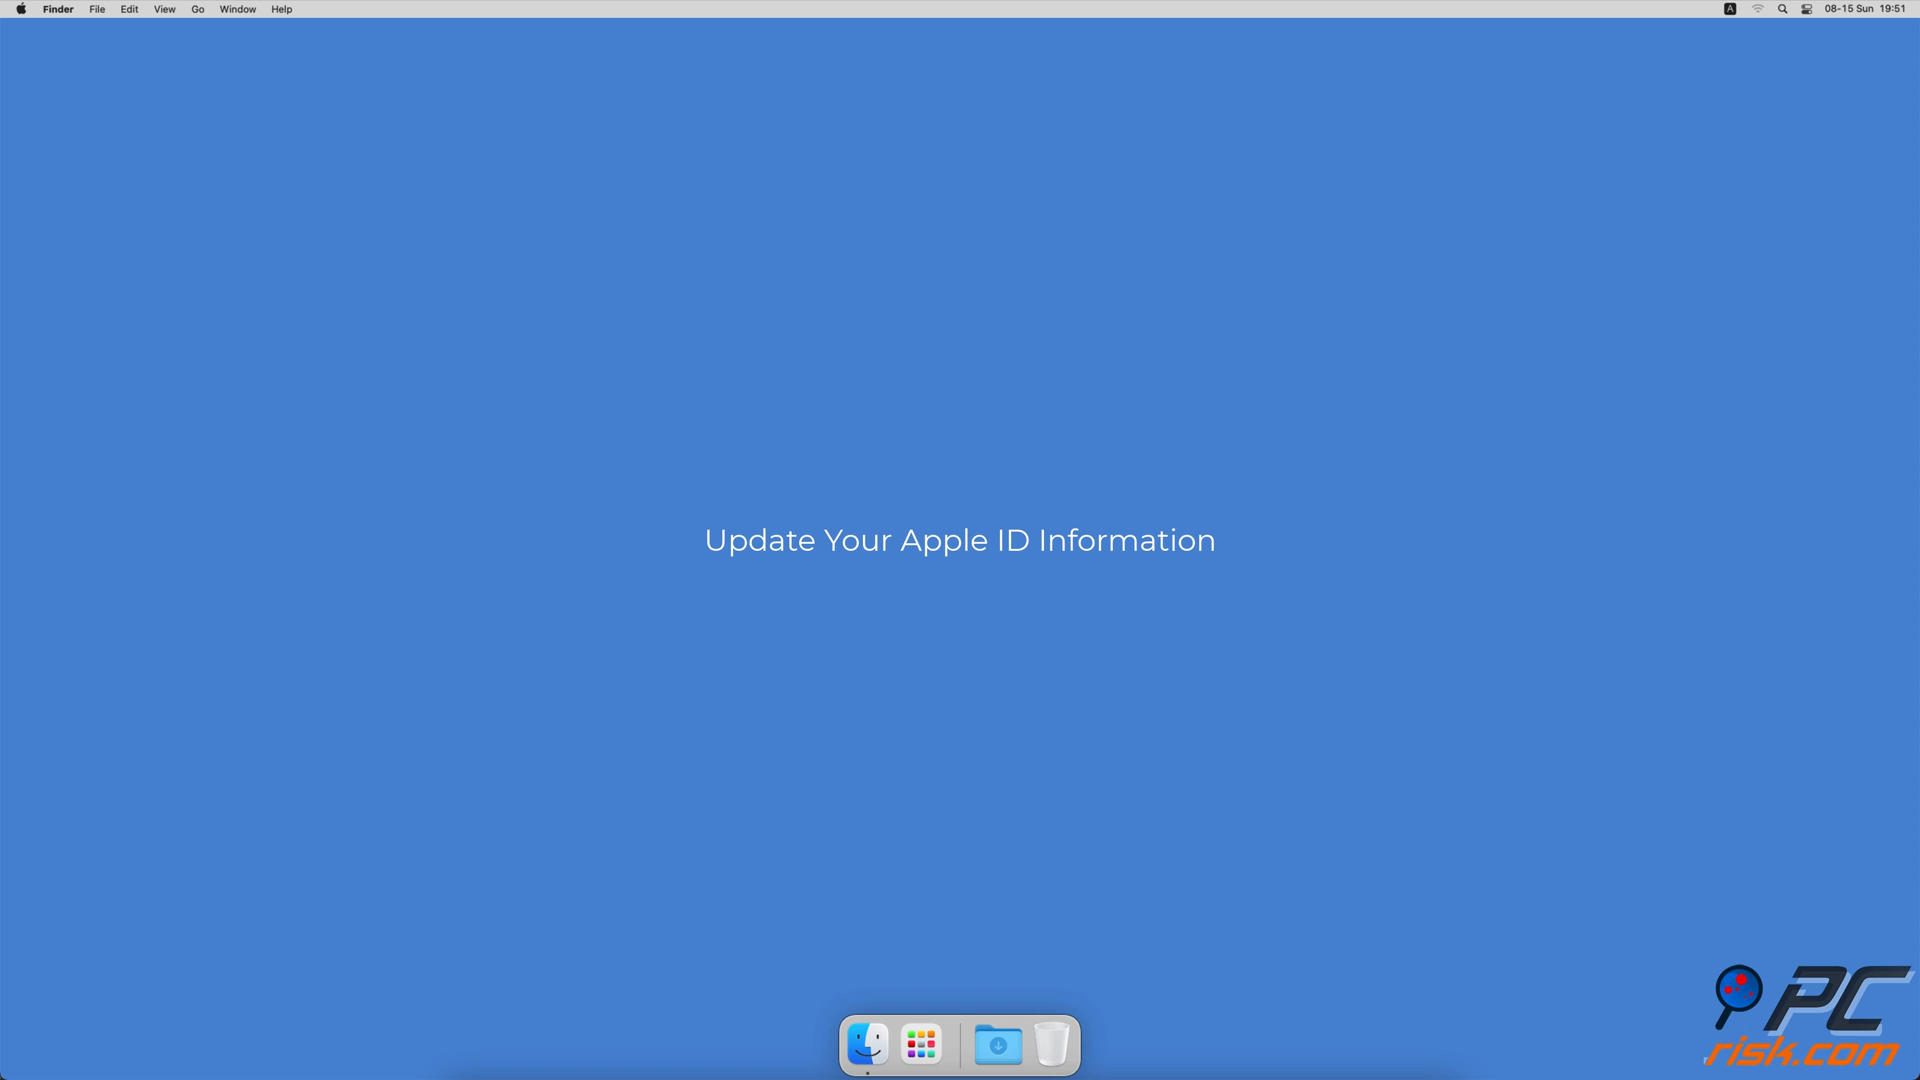 Finder File Edit View Go Window Help
A 08-15 Sun 19:51
Update Your Apple ID Information
PC
risk.com